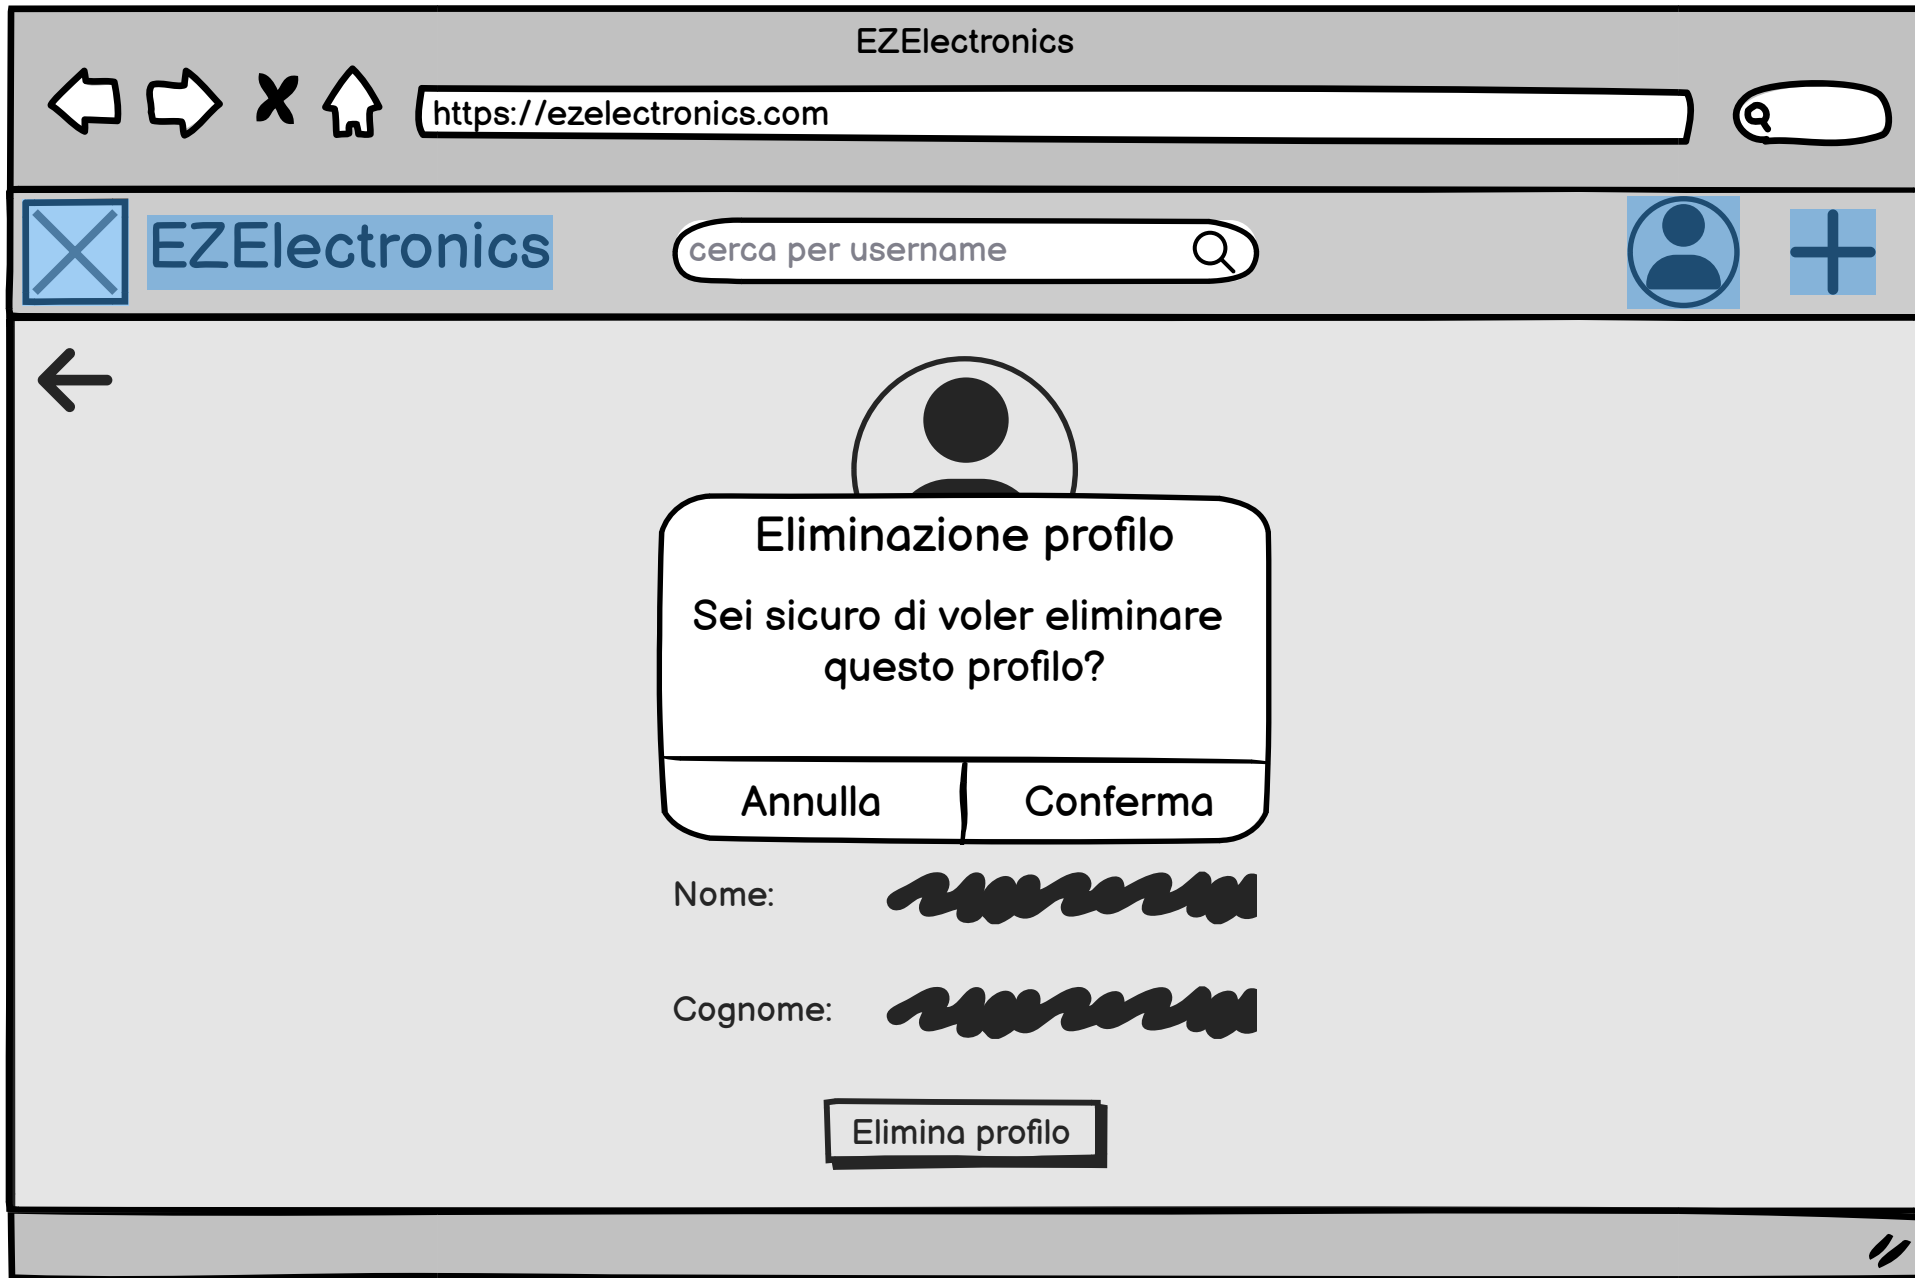 EZElectronics
https://ezelectronics.com
EZElectronics
cerca per username
Eliminazione profilo
Sei sicuro di voler eliminare
questo profilo?
Annulla
Conferma
Nome:
Cognome:
Elimina profilo